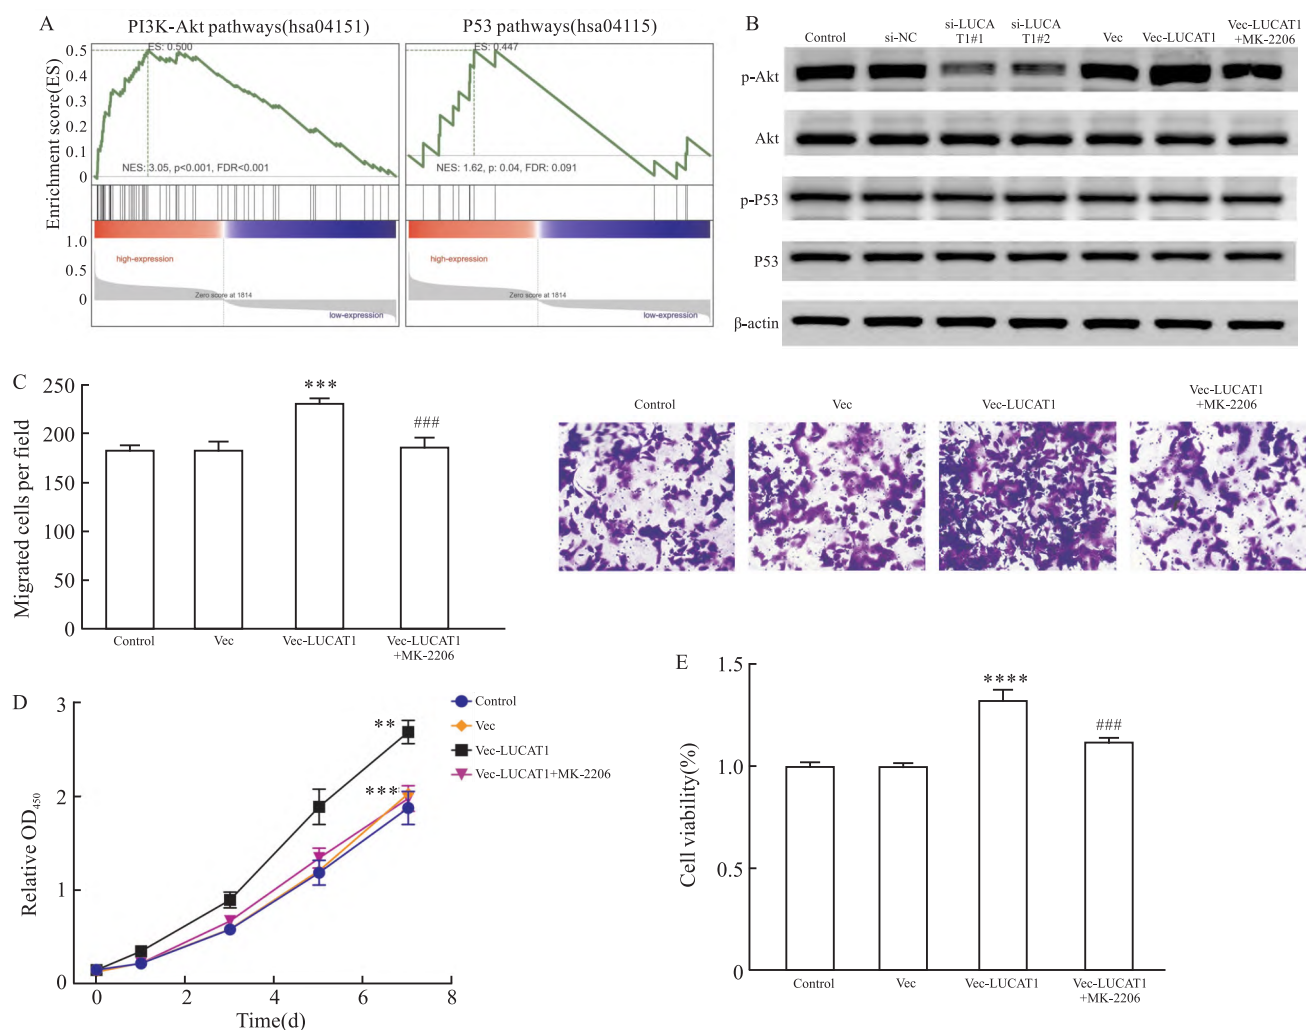 A
PI3K-Akt pathways(hsa04151)
P53 pathways(hsa04115)
Enrichment score(ES)
0.5
0.4
0.3
0.2
0.1
0
1.0
0.5
0
ES: 0.500
NES: 3.05, p<0.001, FDR<0.001
high-expression
Zero score at 1814
low-expression
ES: 0.447
NES: 1.62, p: 0.04, FDR: 0.091
high-expression
Zero score at 1814
low-expression
B
Control
si-NC
si-LUCA
T1#1
si-LUCA
T1#2
Vec
Vec-LUCAT1
Vec-LUCAT1
+MK-2206
p-Akt
Akt
p-P53
P53
β-actin
C
Migrated cells per field
250
200
150
100
50
0
***
###
Control
Vec
Vec-LUCAT1
Vec-LUCAT1
+MK-2206
Control
Vec
Vec-LUCAT1
Vec-LUCAT1
+MK-2206
D
Relative OD450
3
2
1
0
0
2
4
6
8
Time(d)
**
***
Control
Vec
Vec-LUCAT1
Vec-LUCAT1+MK-2206
E
Cell viability(%)
1.5
1.0
0.5
0
****
###
Control
Vec
Vec-LUCAT1
Vec-LUCAT1
+MK-2206